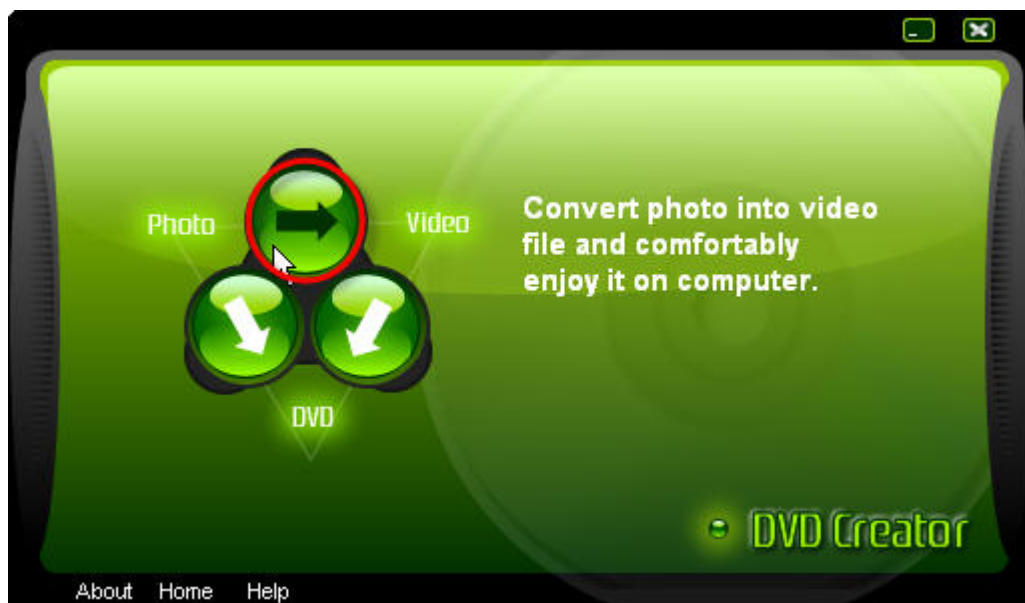 Photo
Video
Convert photo into video
file and comfortably
enjoy it on computer.
DVD
DVD Creator
About Home Help